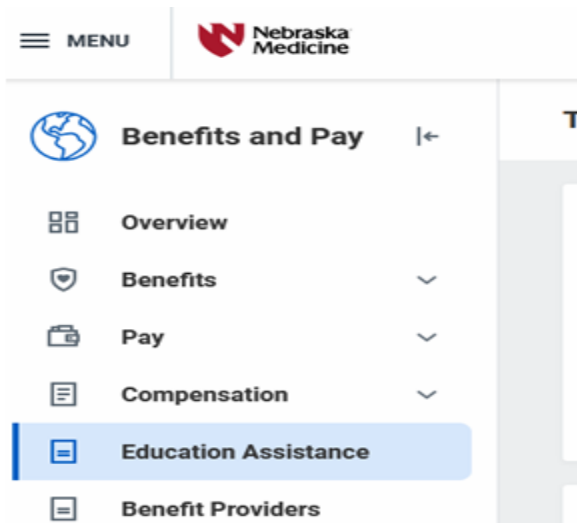 MENU
Nebraska
Medicine
Benefits and Pay
Overview
Benefits
Pay
Compensation
Education Assistance
Benefit Providers